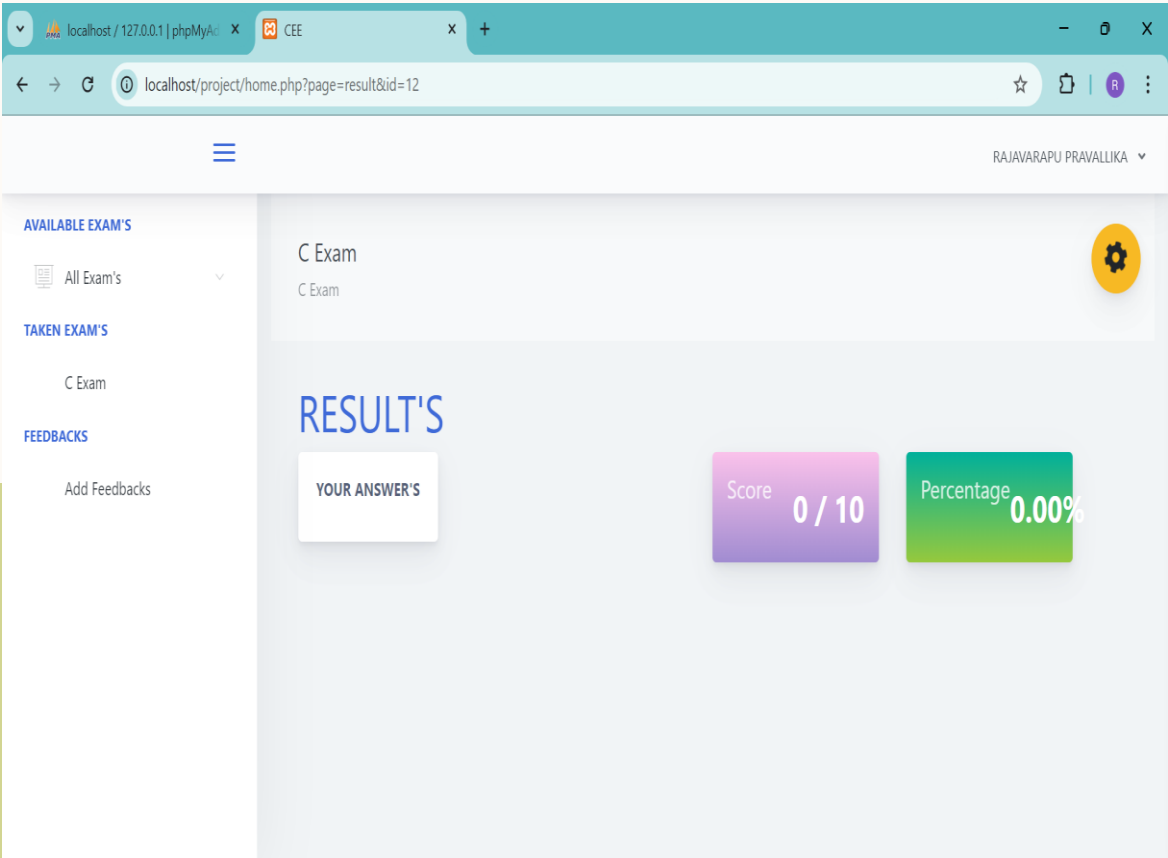 localhost / 127.0.0.1 | phpMyAd
CEE
localhost/project/home.php?page=result&id=12
R
RAJAVARAPU PRAVALLIKA
AVAILABLE EXAM'S
All Exam's
TAKEN EXAM'S
C Exam
FEEDBACKS
Add Feedbacks
C Exam
C Exam
RESULT'S
YOUR ANSWER'S
Score
0 / 10
Percentage
0.00%